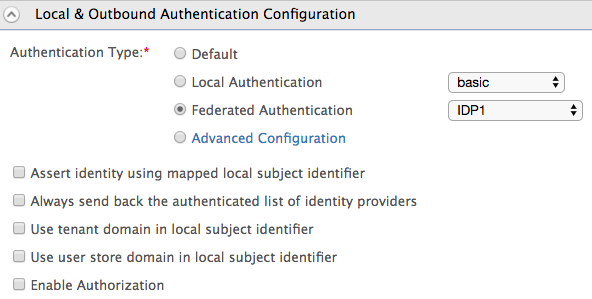 Local & Outbound Authentication Configuration
Authentication Type:* Default
Local Authentication basic
Federated Authentication IDP1
Advanced Configuration
Assert identity using mapped local subject identifier
Always send back the authenticated list of identity providers
Use tenant domain in local subject identifier
Use user store domain in local subject identifier
Enable Authorization